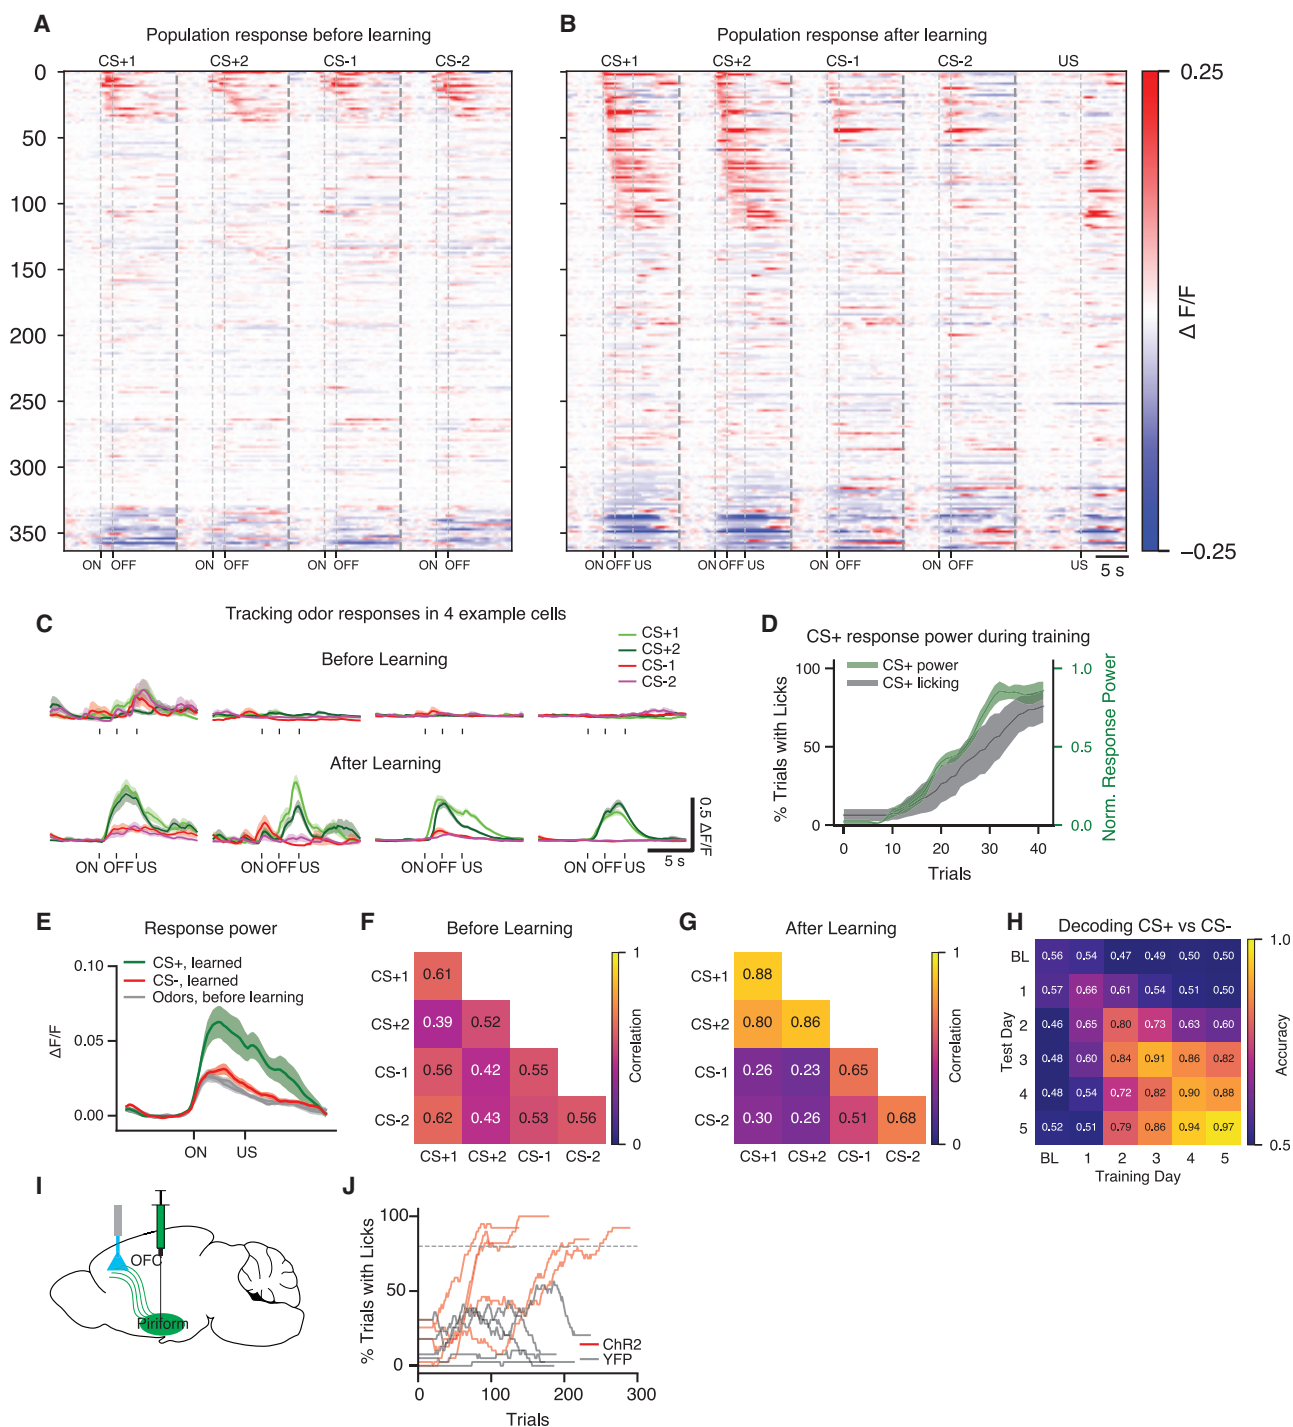 A
Population response before learning
CS+1 CS+2 CS-1 CS-2
0
50
100
150
200
250
300
350
ON OFF ON OFF ON OFF ON OFF
B
Population response after learning
CS+1 CS+2 CS-1 CS-2 US
ON OFF US ON OFF US ON OFF ON OFF US
5 s
0.25
Δ F/F
−0.25
C
Tracking odor responses in 4 example cells
CS+1
CS+2
CS-1
CS-2
Before Learning
After Learning
ON OFF US ON OFF US ON OFF US ON OFF US
0.5 ΔF/F
5 s
D
CS+ response power during training
CS+ power
CS+ licking
% Trials with Licks
100
50
0
Norm. Response Power
1.0
0.5
0.0
0 10 20 30 40
Trials
E
Response power
CS+, learned
CS-, learned
Odors, before learning
ΔF/F
0.10
0.05
0.00
ON US
F
Before Learning
CS+1 0.61
CS+2 0.39 0.52
CS-1 0.56 0.42 0.55
CS-2 0.62 0.43 0.53 0.56
CS+1 CS+2 CS-1 CS-2
1
Correlation
0
G
After Learning
CS+1 0.88
CS+2 0.80 0.86
CS-1 0.26 0.23 0.65
CS-2 0.30 0.26 0.51 0.68
CS+1 CS+2 CS-1 CS-2
1
Correlation
0
H
Decoding CS+ vs CS-
Test Day
BL 0.56 0.54 0.47 0.49 0.50 0.50
1 0.57 0.66 0.61 0.54 0.51 0.50
2 0.46 0.65 0.80 0.73 0.63 0.60
3 0.48 0.60 0.84 0.91 0.86 0.82
4 0.48 0.54 0.72 0.82 0.90 0.88
5 0.52 0.51 0.79 0.86 0.94 0.97
BL 1 2 3 4 5
Training Day
1.0
Accuracy
0.5
I
OFC
Piriform
J
% Trials with Licks
100
50
0
ChR2
YFP
0 100 200 300
Trials